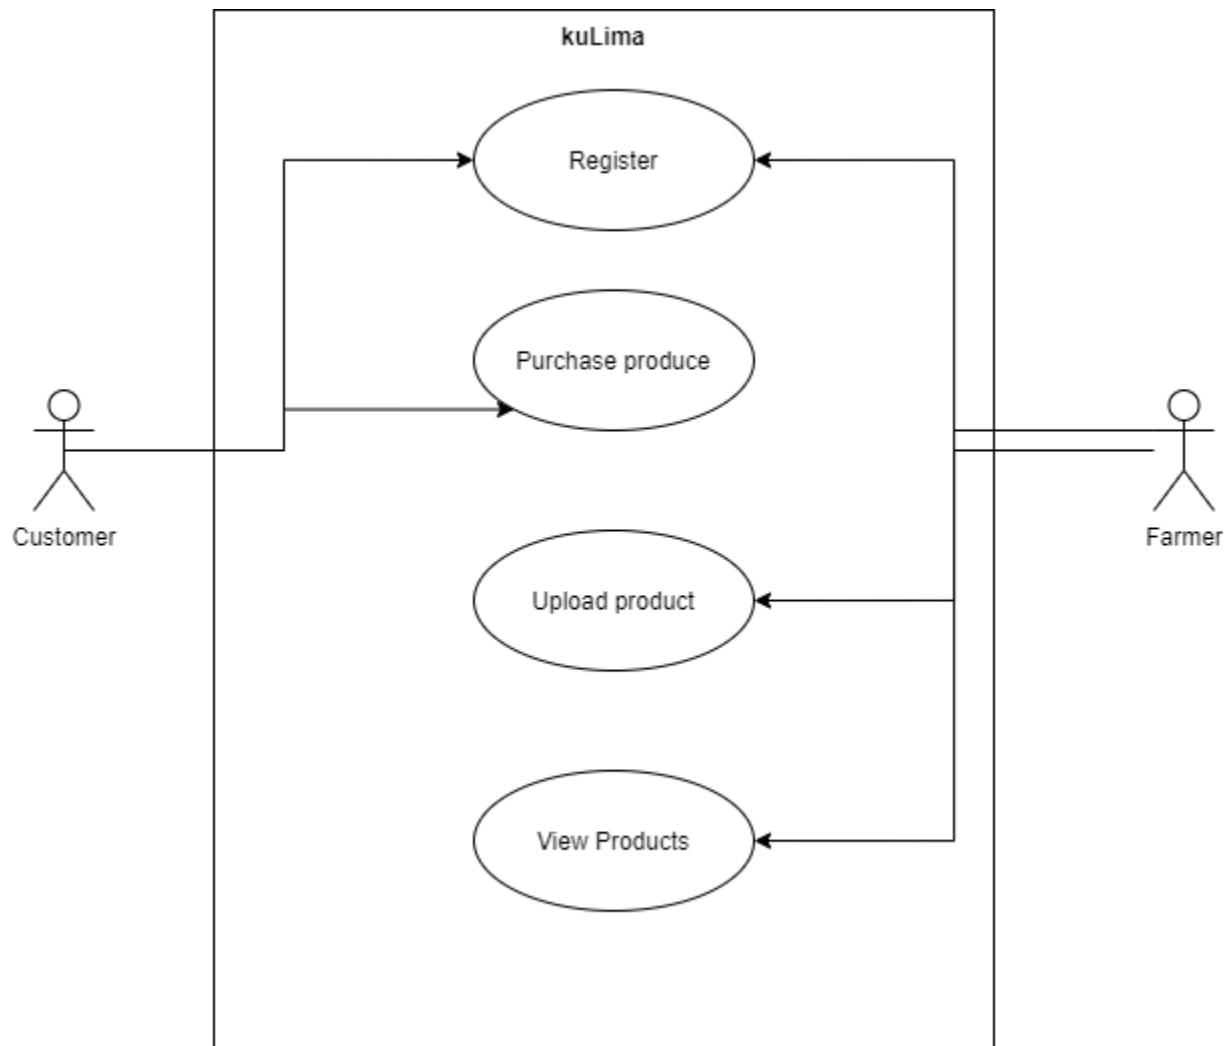 kuLima
Register
Purchase produce
Customer
Farmer
Upload product
View Products